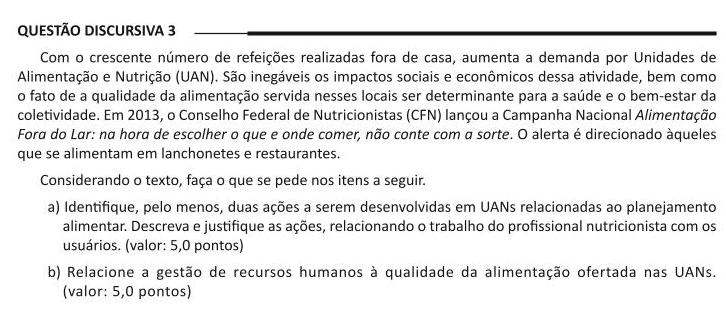 QUESTÃO DISCURSIVA 3
Com o crescente número de refeições realizadas fora de casa, aumenta a demanda por Unidades de
Alimentação e Nutrição (UAN). São inegáveis os impactos sociais e econômicos dessa atividade, bem como
o fato de a qualidade da alimentação servida nesses locais ser determinante para a saúde e o bem-estar da
coletividade. Em 2013, o Conselho Federal de Nutricionistas (CFN) lançou a Campanha Nacional Alimentação
Fora do Lar: na hora de escolher o que e onde comer, não conte com a sorte. O alerta é direcionado àqueles
que se alimentam em lanchonetes e restaurantes.
Considerando o texto, faça o que se pede nos itens a seguir.
a) Identifique, pelo menos, duas ações a serem desenvolvidas em UANs relacionadas ao planejamento
alimentar. Descreva e justifique as ações, relacionando o trabalho do profissional nutricionista com os
usuários. (valor: 5,0 pontos)
b) Relacione a gestão de recursos humanos à qualidade da alimentação ofertada nas UANs.
(valor: 5,0 pontos)